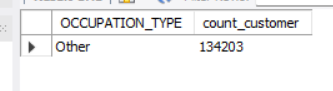 OCCUPATION_TYPE count_customer
Other 134203